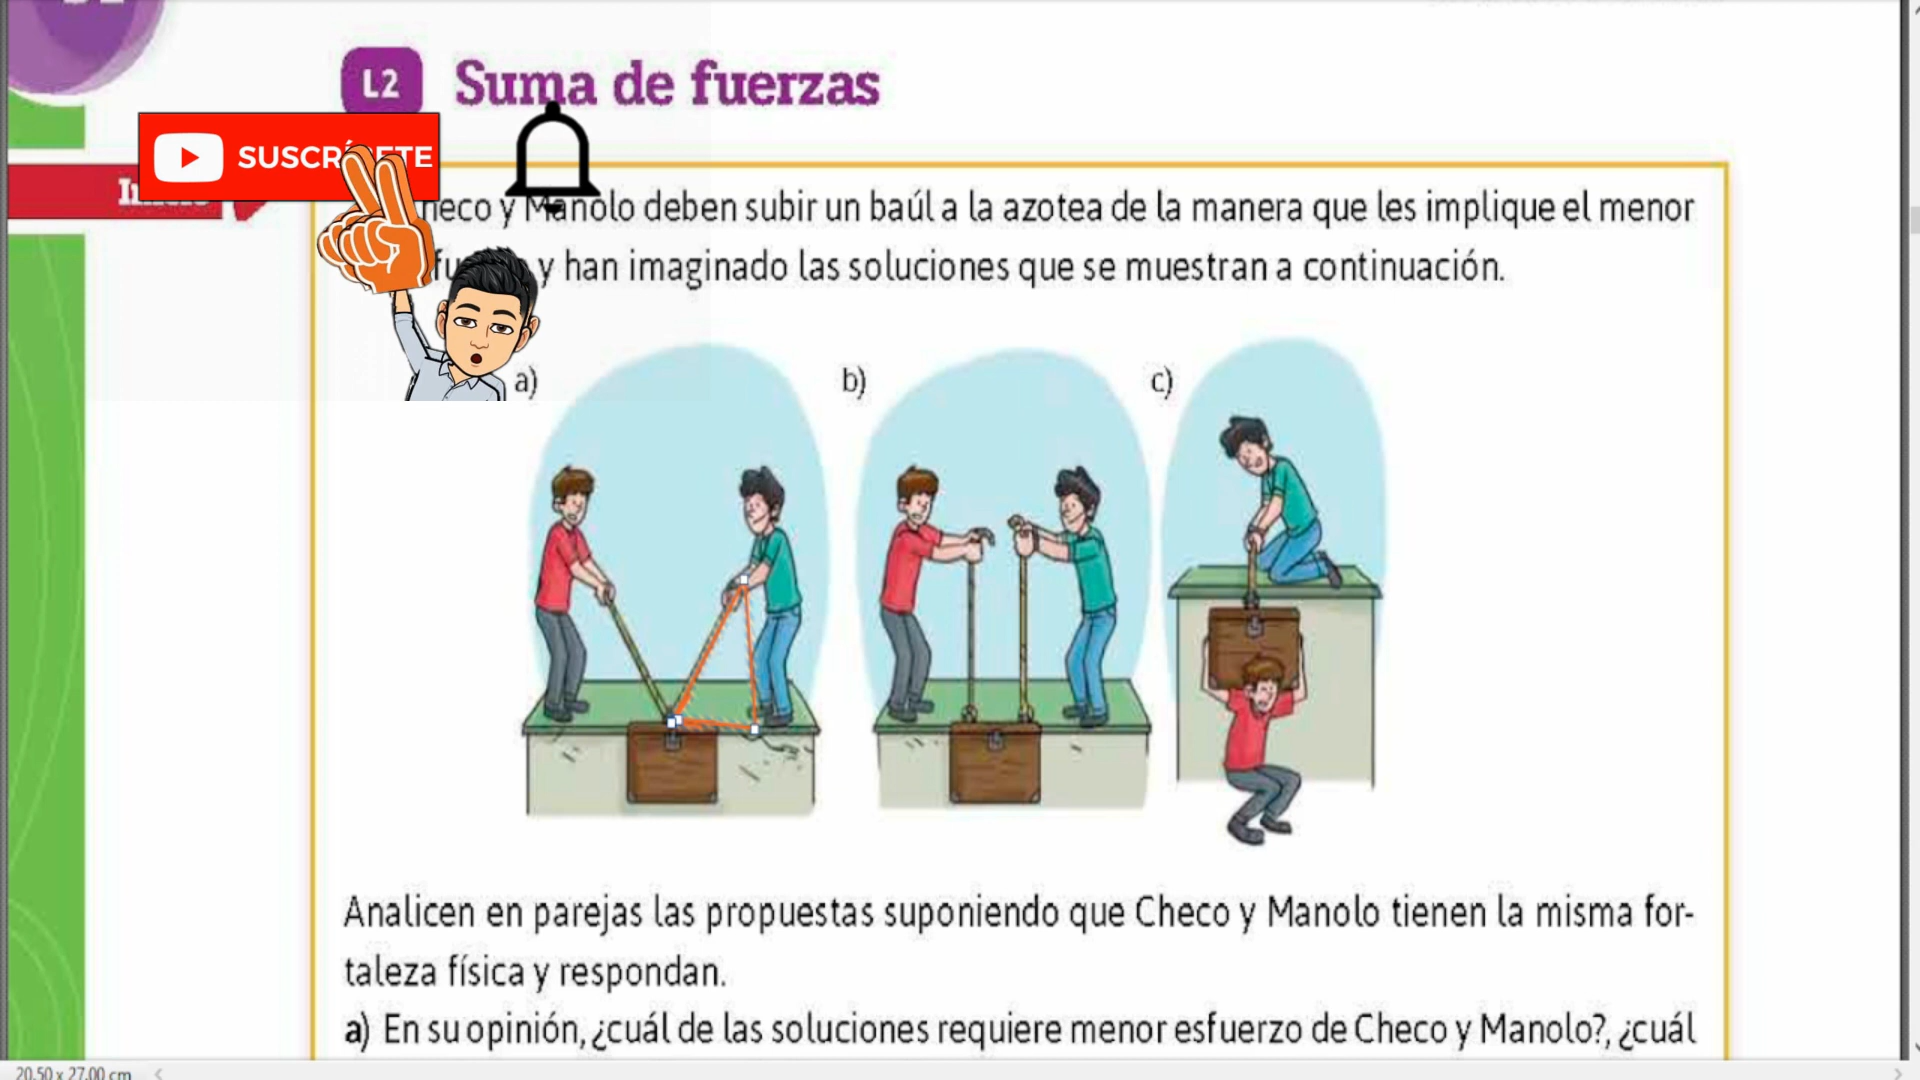 L2 Suma de fuerzas
y Manolo deben subir un baúl a la azotea de la manera que les implique el menor
y han imaginado las soluciones que se muestran a continuación.
a) b) c)
Analicen en parejas las propuestas suponiendo que Checo y Manolo tienen la misma for-
taleza física y respondan.
a) En su opinión, ¿cuál de las soluciones requiere menor esfuerzo de Checo y Manolo?, ¿cuál
20.50 x 27.00 cm